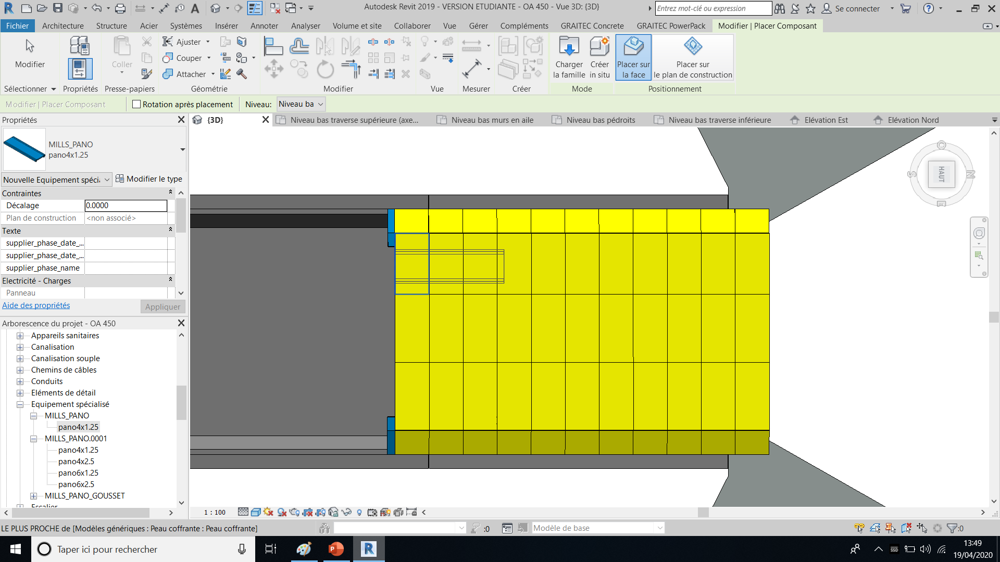 Autodesk Revit 2019 - VERSION ETUDIANTE - OA 450 - Vue 3D: {3D}
Entrez mot-clé ou expression
Se connecter
Fichier Architecture Structure Acier Systèmes Insérer Annoter Analyser Volume et site Collaborer Vue Gérer Compléments GRAITEC Concrete GRAITEC PowerPack Modifier | Placer Composant
Modifier
Coller
Ajuster
Couper
Attacher
Charger la famille
Créer in situ
Placer sur la face
Placer sur le plan de construction
Sélectionner Propriétés Presse-papiers Géométrie Modifier Vue Mesurer Créer Mode Positionnement
Modifier | Placer Composant
Rotation après placement
Niveau: Niveau ba
Propriétés
{3D}
Niveau bas traverse supérieure (axe...
Niveau bas murs en aile
Niveau bas pédroits
Niveau bas traverse inférieure
Elévation Est
Elévation Nord
MILLS_PANO
pano4x1.25
Nouvelle Equipement spéci
Modifier le type
Contraintes
Décalage 0.0000
Plan de construction <non associé>
Texte
supplier_phase_date_...
supplier_phase_date_...
supplier_phase_name
Electricité - Charges
Panneau
Aide des propriétés
Appliquer
Arborescence du projet - OA 450
Appareils sanitaires
Canalisation
Canalisation souple
Chemins de câbles
Conduits
Eléments de détail
Equipement spécialisé
MILLS_PANO
pano4x1.25
MILLS_PANO.0001
pano4x1.25
pano4x2.5
pano6x1.25
pano6x2.5
MILLS_PANO_GOUSSET
Escalier
HAUT
S
N
E
1 : 100
LE PLUS PROCHE de [Modèles génériques : Peau coffrante : Peau coffrante]
:0
Modèle de base
:0
Taper ici pour rechercher
SSD
13:49
19/04/2020